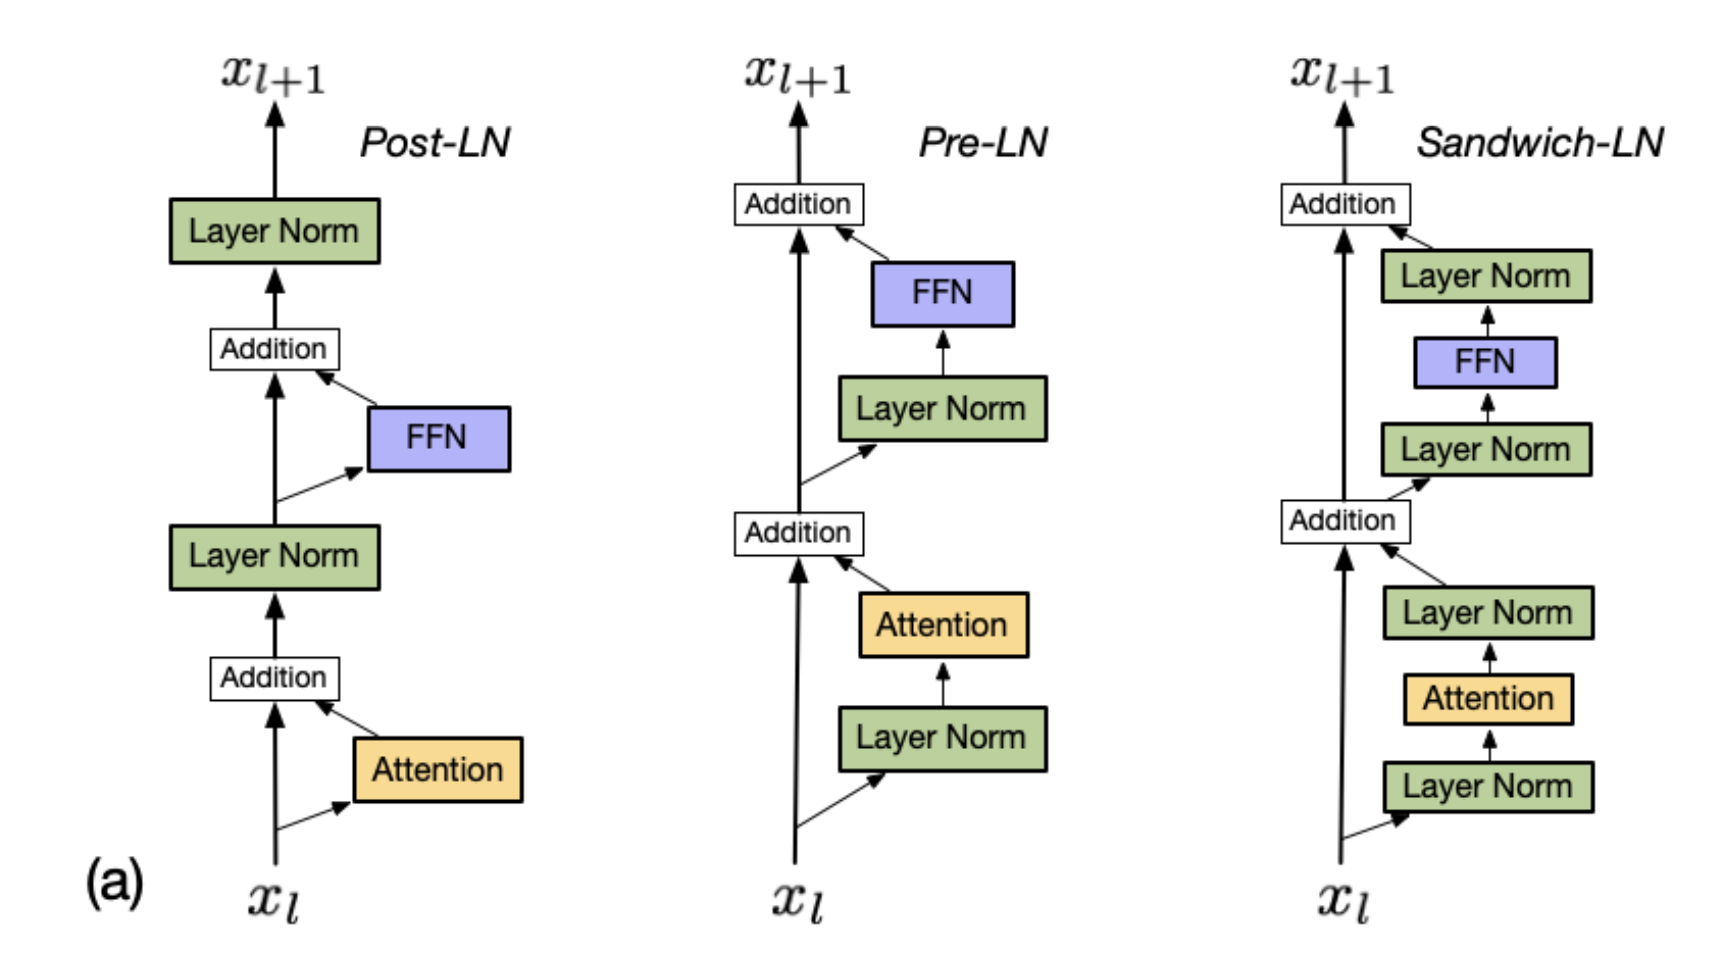 x_{l+1}
Post-LN
Layer Norm
Addition
FFN
Layer Norm
Addition
Attention
(a)
x_l
x_{l+1}
Pre-LN
Addition
FFN
Layer Norm
Addition
Attention
Layer Norm
x_l
x_{l+1}
Sandwich-LN
Addition
Layer Norm
FFN
Layer Norm
Addition
Layer Norm
Attention
Layer Norm
x_l